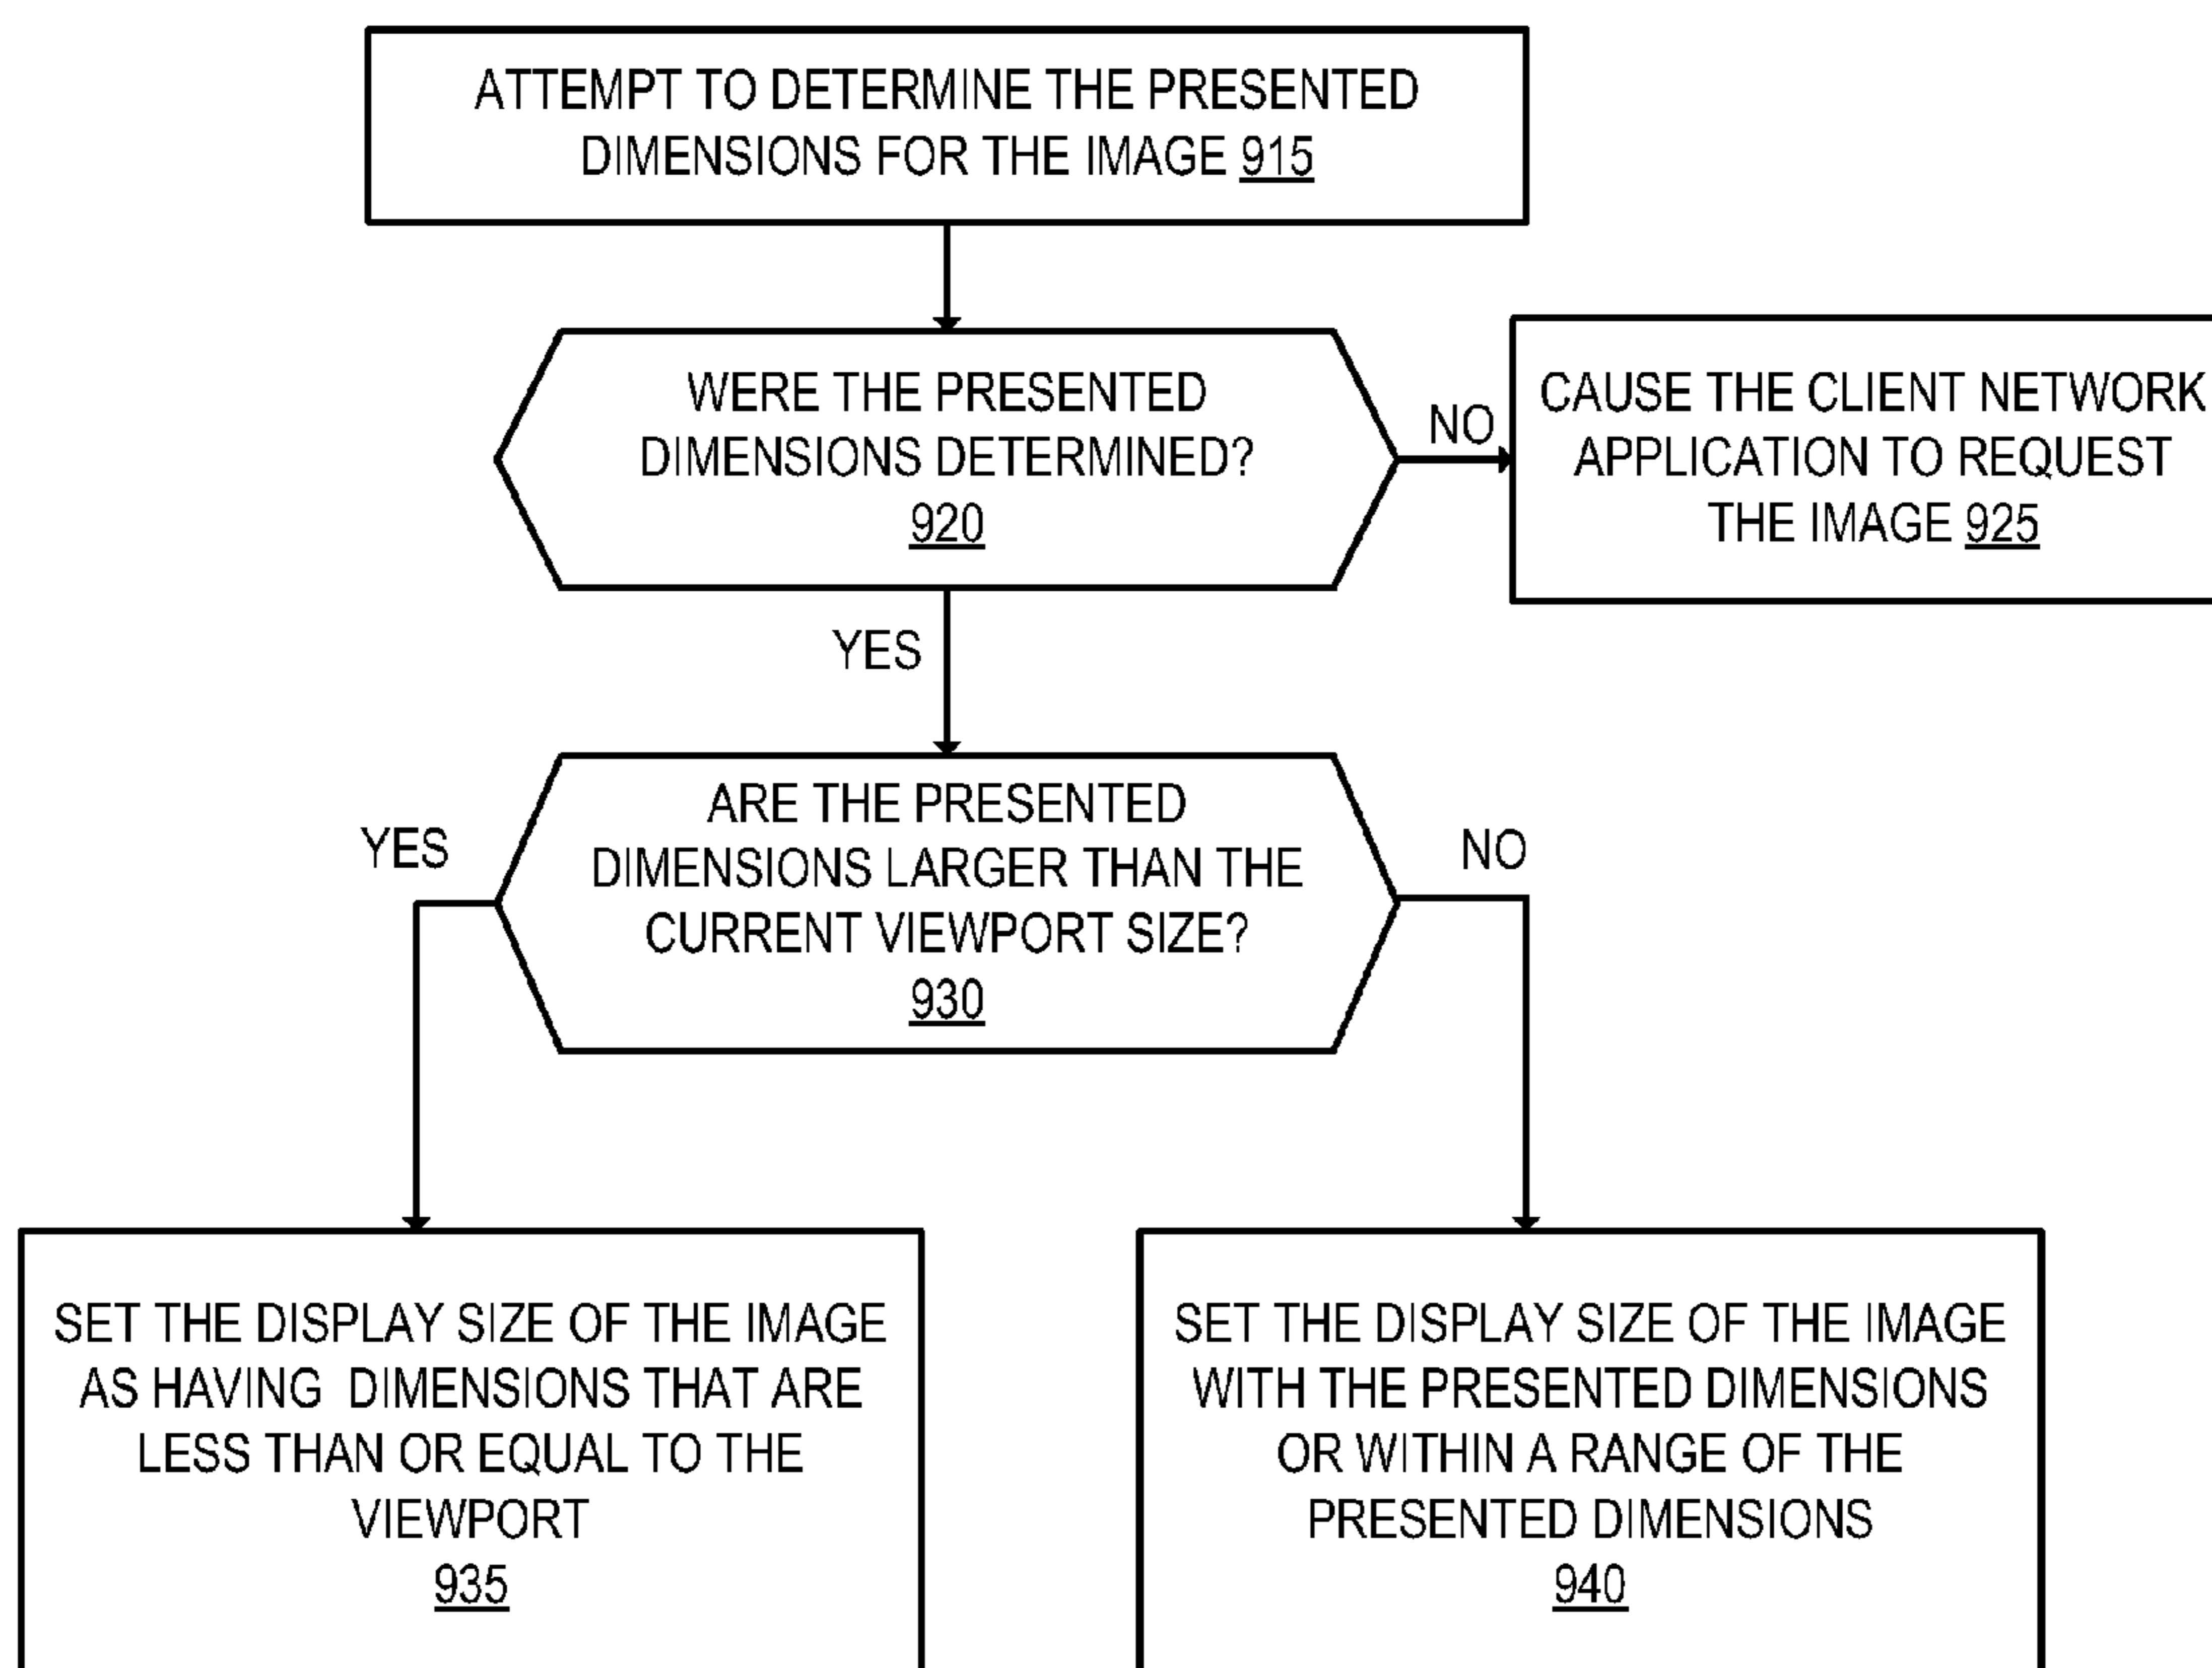 ATTEMPT TO DETERMINE THE PRESENTED
DIMENSIONS FOR THE IMAGE 915
WERE THE PRESENTED
DIMENSIONS DETERMINED?
920
NO
CAUSE THE CLIENT NETWORK
APPLICATION TO REQUEST
THE IMAGE 925
YES
ARE THE PRESENTED
DIMENSIONS LARGER THAN THE
CURRENT VIEWPORT SIZE?
930
YES
NO
SET THE DISPLAY SIZE OF THE IMAGE
AS HAVING DIMENSIONS THAT ARE
LESS THAN OR EQUAL TO THE
VIEWPORT
935
SET THE DISPLAY SIZE OF THE IMAGE
WITH THE PRESENTED DIMENSIONS
OR WITHIN A RANGE OF THE
PRESENTED DIMENSIONS
940